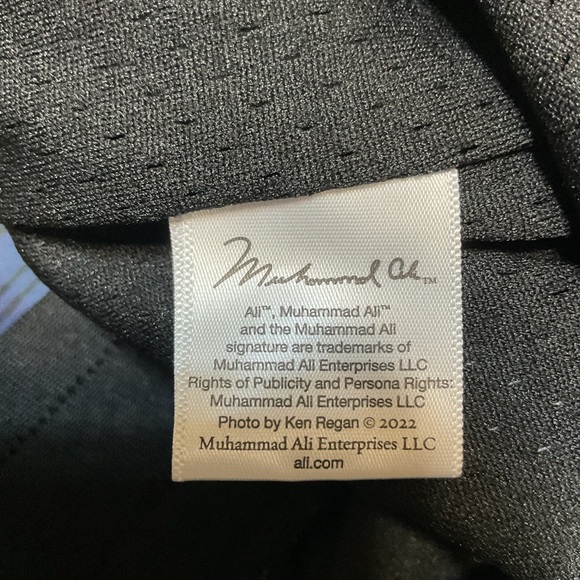 Muhammad Ali™
Ali™, Muhammad Ali™
and the Muhammad Ali
signature are trademarks of
Muhammad Ali Enterprises LLC
Rights of Publicity and Persona Rights:
Muhammad Ali Enterprises LLC
Photo by Ken Regan © 2022
Muhammad Ali Enterprises LLC
ali.com